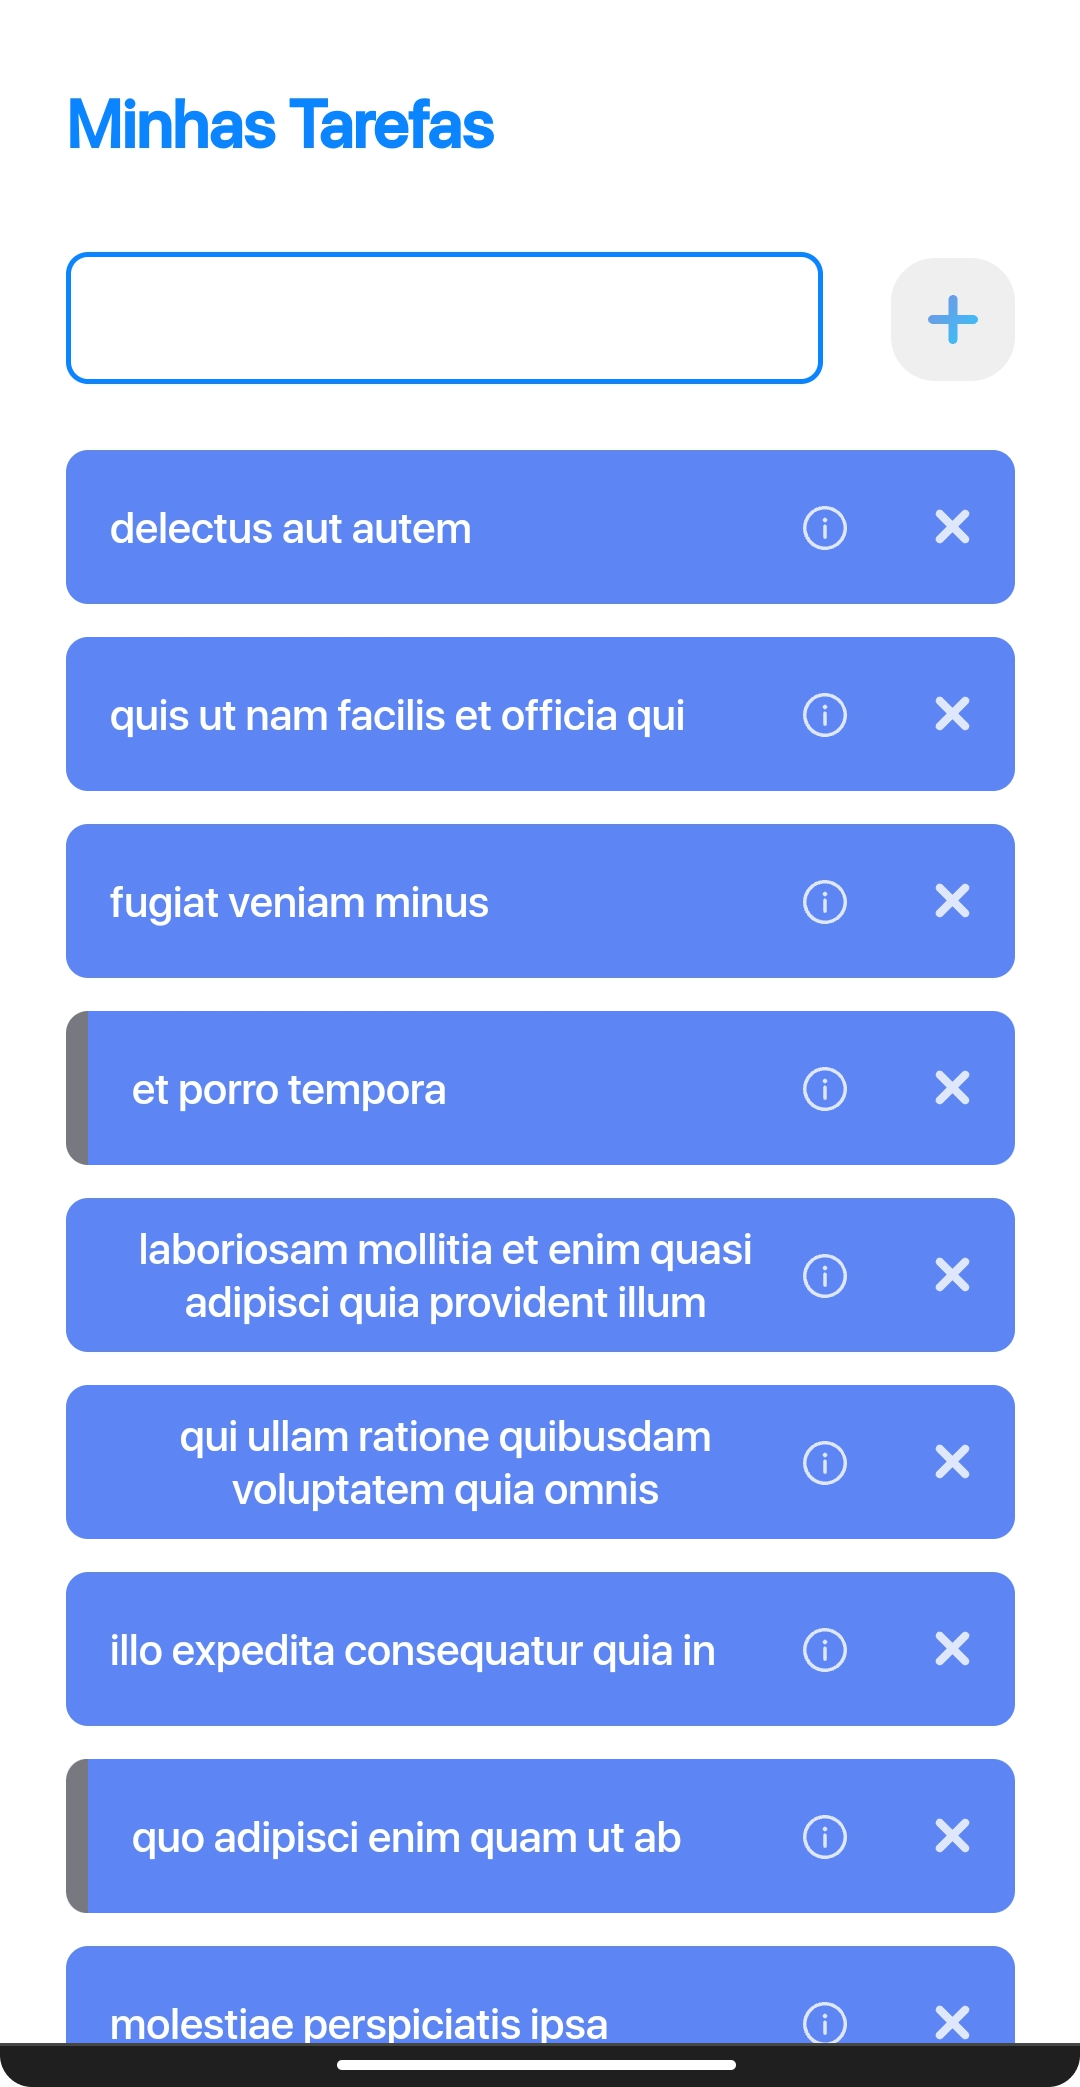 Minhas Tarefas
delectus aut autem
quis ut nam facilis et officia qui
fugiat veniam minus
et porro tempora
laboriosam mollitia et enim quasi
adipisci quia provident illum
qui ullam ratione quibusdam
voluptatem quia omnis
illo expedita consequatur quia in
quo adipisci enim quam ut ab
molestiae perspiciatis ipsa